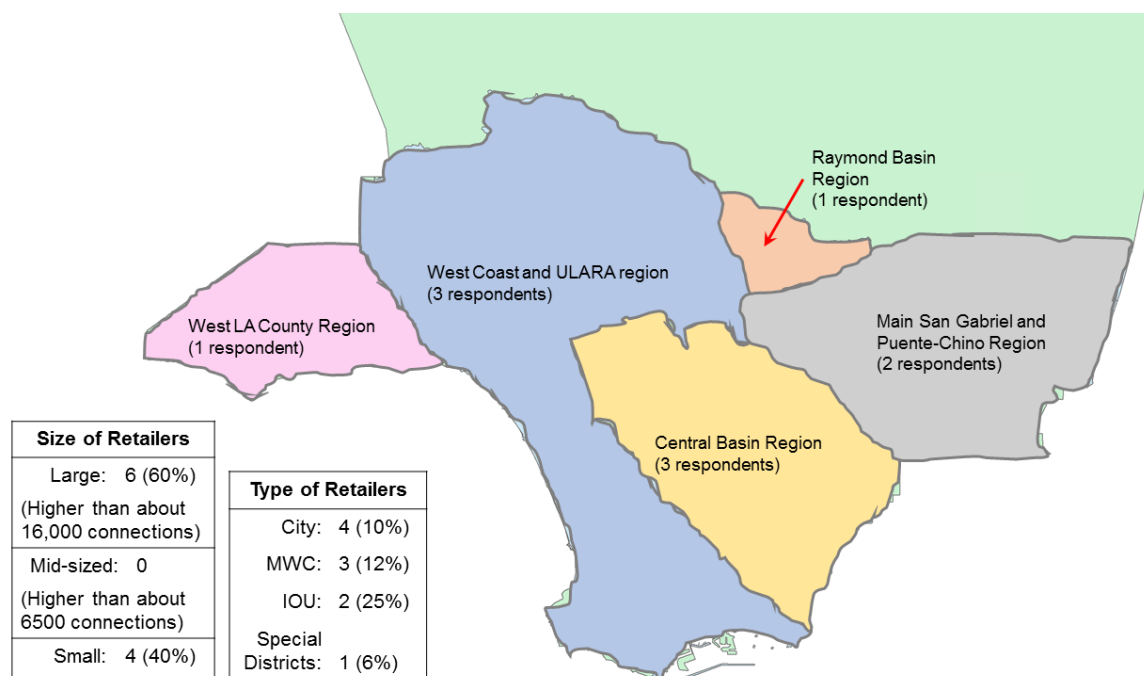 Raymond Basin
Region
(1 respondent)
West Coast and ULARA region
(3 respondents)
West LA County Region
(1 respondent)
Main San Gabriel and
Puente-Chino Region
(2 respondents)
Central Basin Region
(3 respondents)
Size of Retailers
Large: 6 (60%)
(Higher than about
16,000 connections)
Mid-sized: 0
(Higher than about
6500 connections)
Small: 4 (40%)
Type of Retailers
City: 4 (10%)
MWC: 3 (12%)
IOU: 2 (25%)
Special
Districts: 1 (6%)